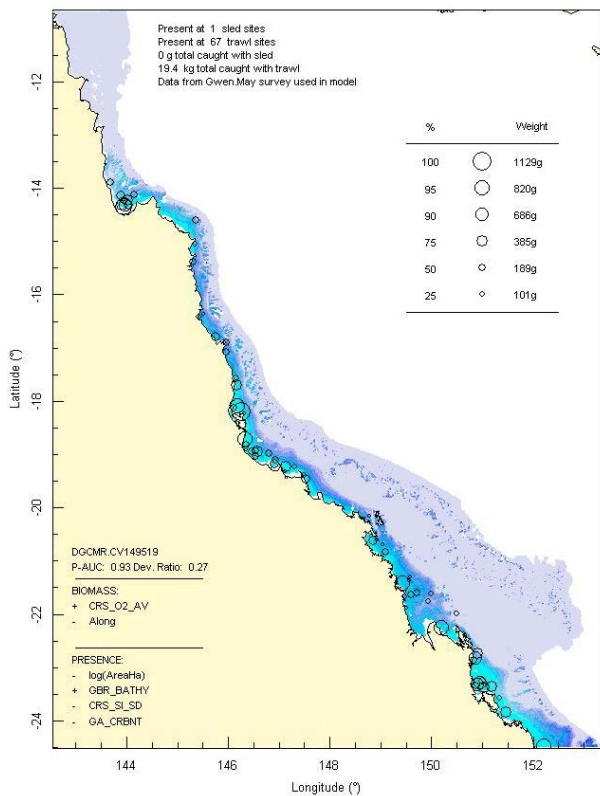 Present at 1 sled sites
Present at 67 trawl sites
0 g total caught with sled
19.4 kg total caught with trawl
Data from Gwen.May survey used in model
% Weight
100 1129g
95 820g
90 686g
75 385g
50 189g
25 101g
-12
-14
-16
-18
-20
-22
-24
Latitude (°)
DGCMR.CV149519
P-AUC: 0.93 Dev. Ratio: 0.27
BIOMASS:
+ CRS_O2_AV
- Along
PRESENCE:
- log(AreaHa)
+ GBR_BATHY
- CRS_SI_SD
- GA_CRBNT
144 146 148 150 152
Longitude (°)